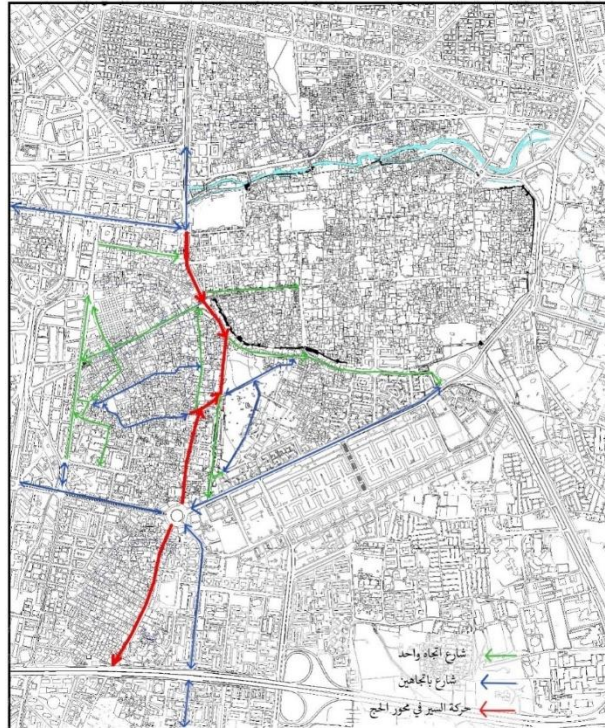 شارع اتجاه واحد
شارع باتجاهين
حركة السير في محور الحج